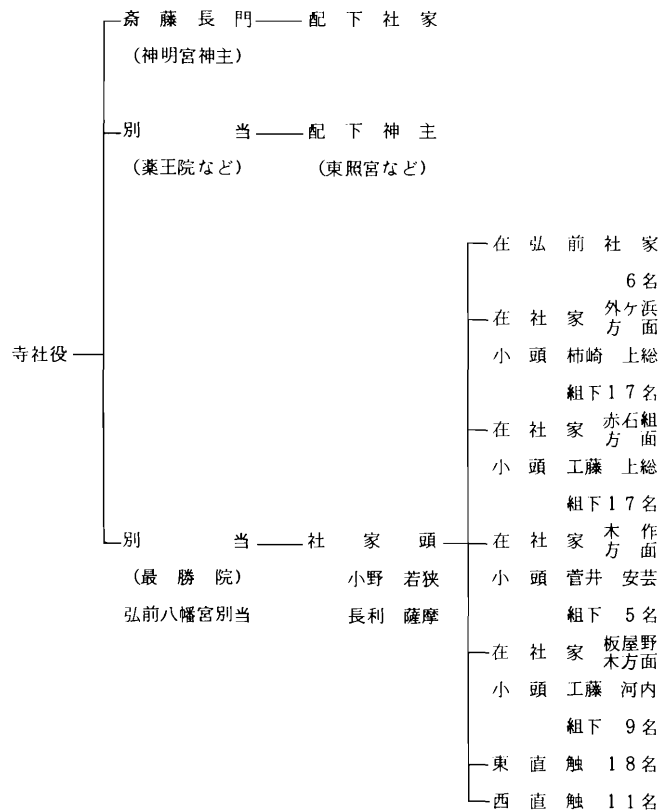 斎藤長門 配下社家
(神明宮神主)
別当 配下神主
(薬王院など) (東照宮など)
在弘前社家
6名
在社家 外ケ浜方面
寺社役
小頭 柿崎 上総
組下17名
在社家 赤石組方面
小頭 工藤 上総
組下17名
別当 社家頭 在社家 木作方面
(最勝院) 小野 若狭 小頭 菅井 安芸
弘前八幡宮別当 長利 薩摩 組下 5名
在社家 板屋野木方面
小頭 工藤 河内
組下 9名
東直触 18名
西直触 11名